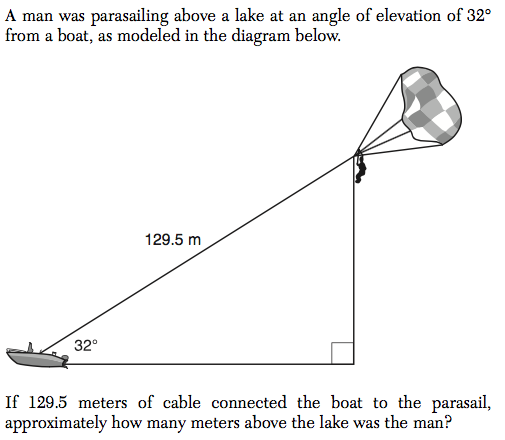 A man was parasailing above a lake at an angle of elevation of 32°
from a boat, as modeled in the diagram below.
129.5 m
32°
If 129.5 meters of cable connected the boat to the parasail,
approximately how many meters above the lake was the man?